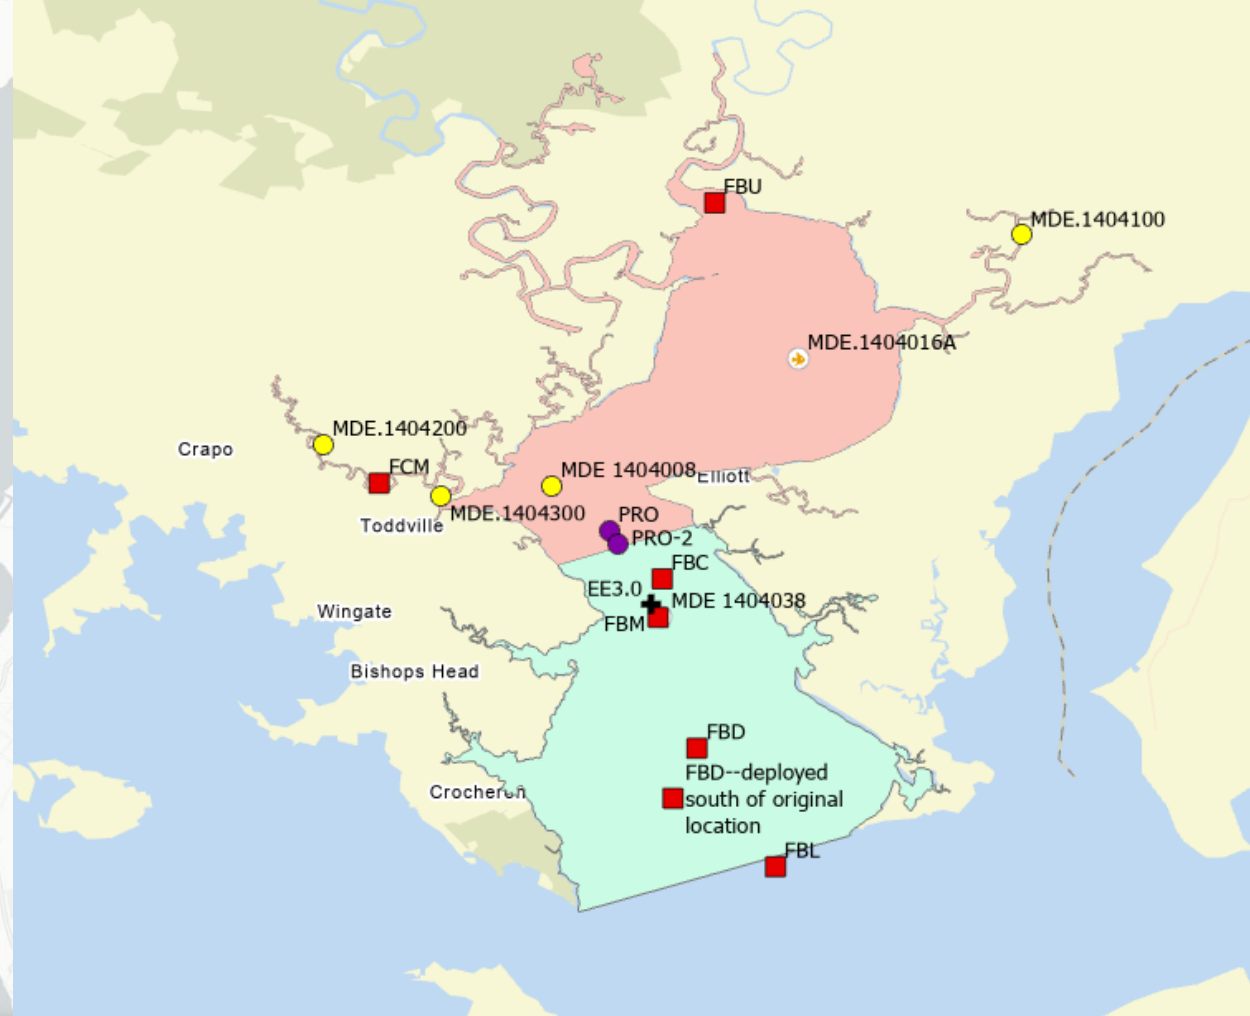 FBU
MDE.1404100
MDE.1404016A
MDE.1404200
Crapo
FCM
MDE 1404008
Elliott
MDE.1404300
Toddville
PRO
PRO-2
FBC
EE3.0
MDE 1404038
Wingate
FBM
Bishops Head
FBD
FBD--deployed
south of original
location
Crocheron
FBL